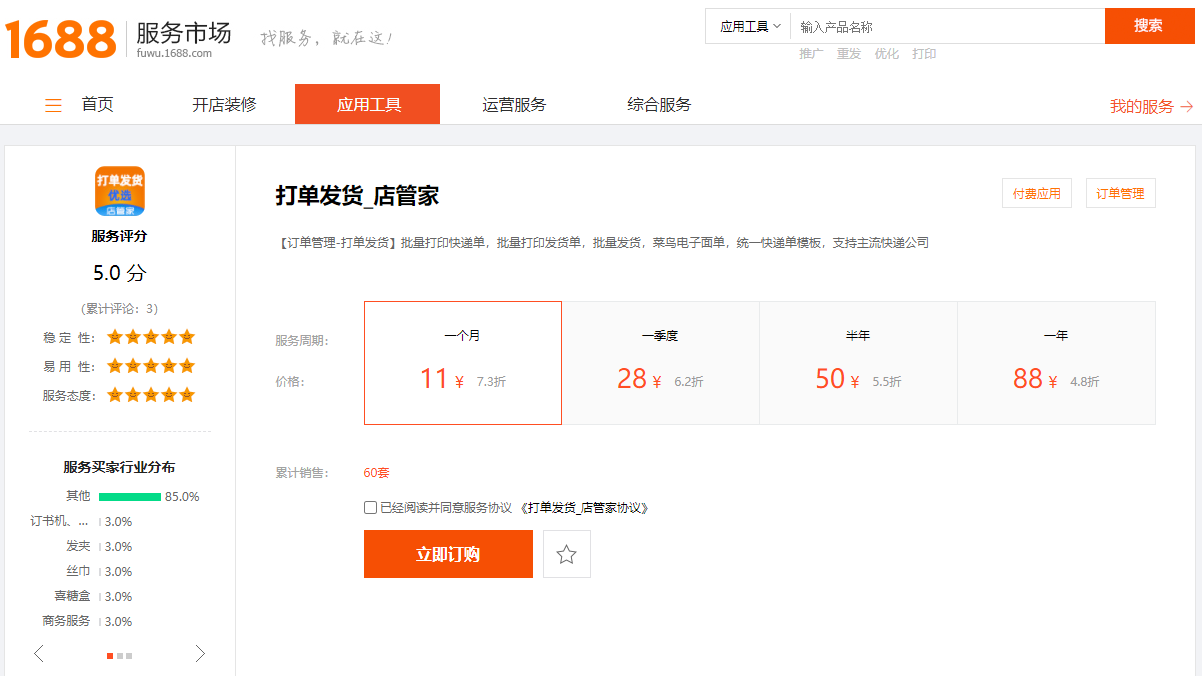 1688 服务市场 找服务，就在这!
fuwu.1688.com
应用工具 输入产品名称 搜索
推广 重发 优化 打印
首页 开店装修 应用工具 运营服务 综合服务 我的服务
打单发货
优选
店管家
服务评分
5.0 分
(累计评论：3)
稳 定 性：
易 用 性：
服务态度：
服务买家行业分布
其他 85.0%
订书机、... 3.0%
发夹 3.0%
丝巾 3.0%
喜糖盒 3.0%
商务服务 3.0%
打单发货_店管家 付费应用 订单管理
【订单管理-打单发货】批量打印快递单，批量打印发货单，批量发货，菜鸟电子面单，统一快递单模板，支持主流快递公司
服务周期： 一个月 一季度 半年 一年
价格： 11 ¥ 7.3折 28 ¥ 6.2折 50 ¥ 5.5折 88 ¥ 4.8折
累计销售： 60套
已经阅读并同意服务协议 《打单发货_店管家协议》
立即订购